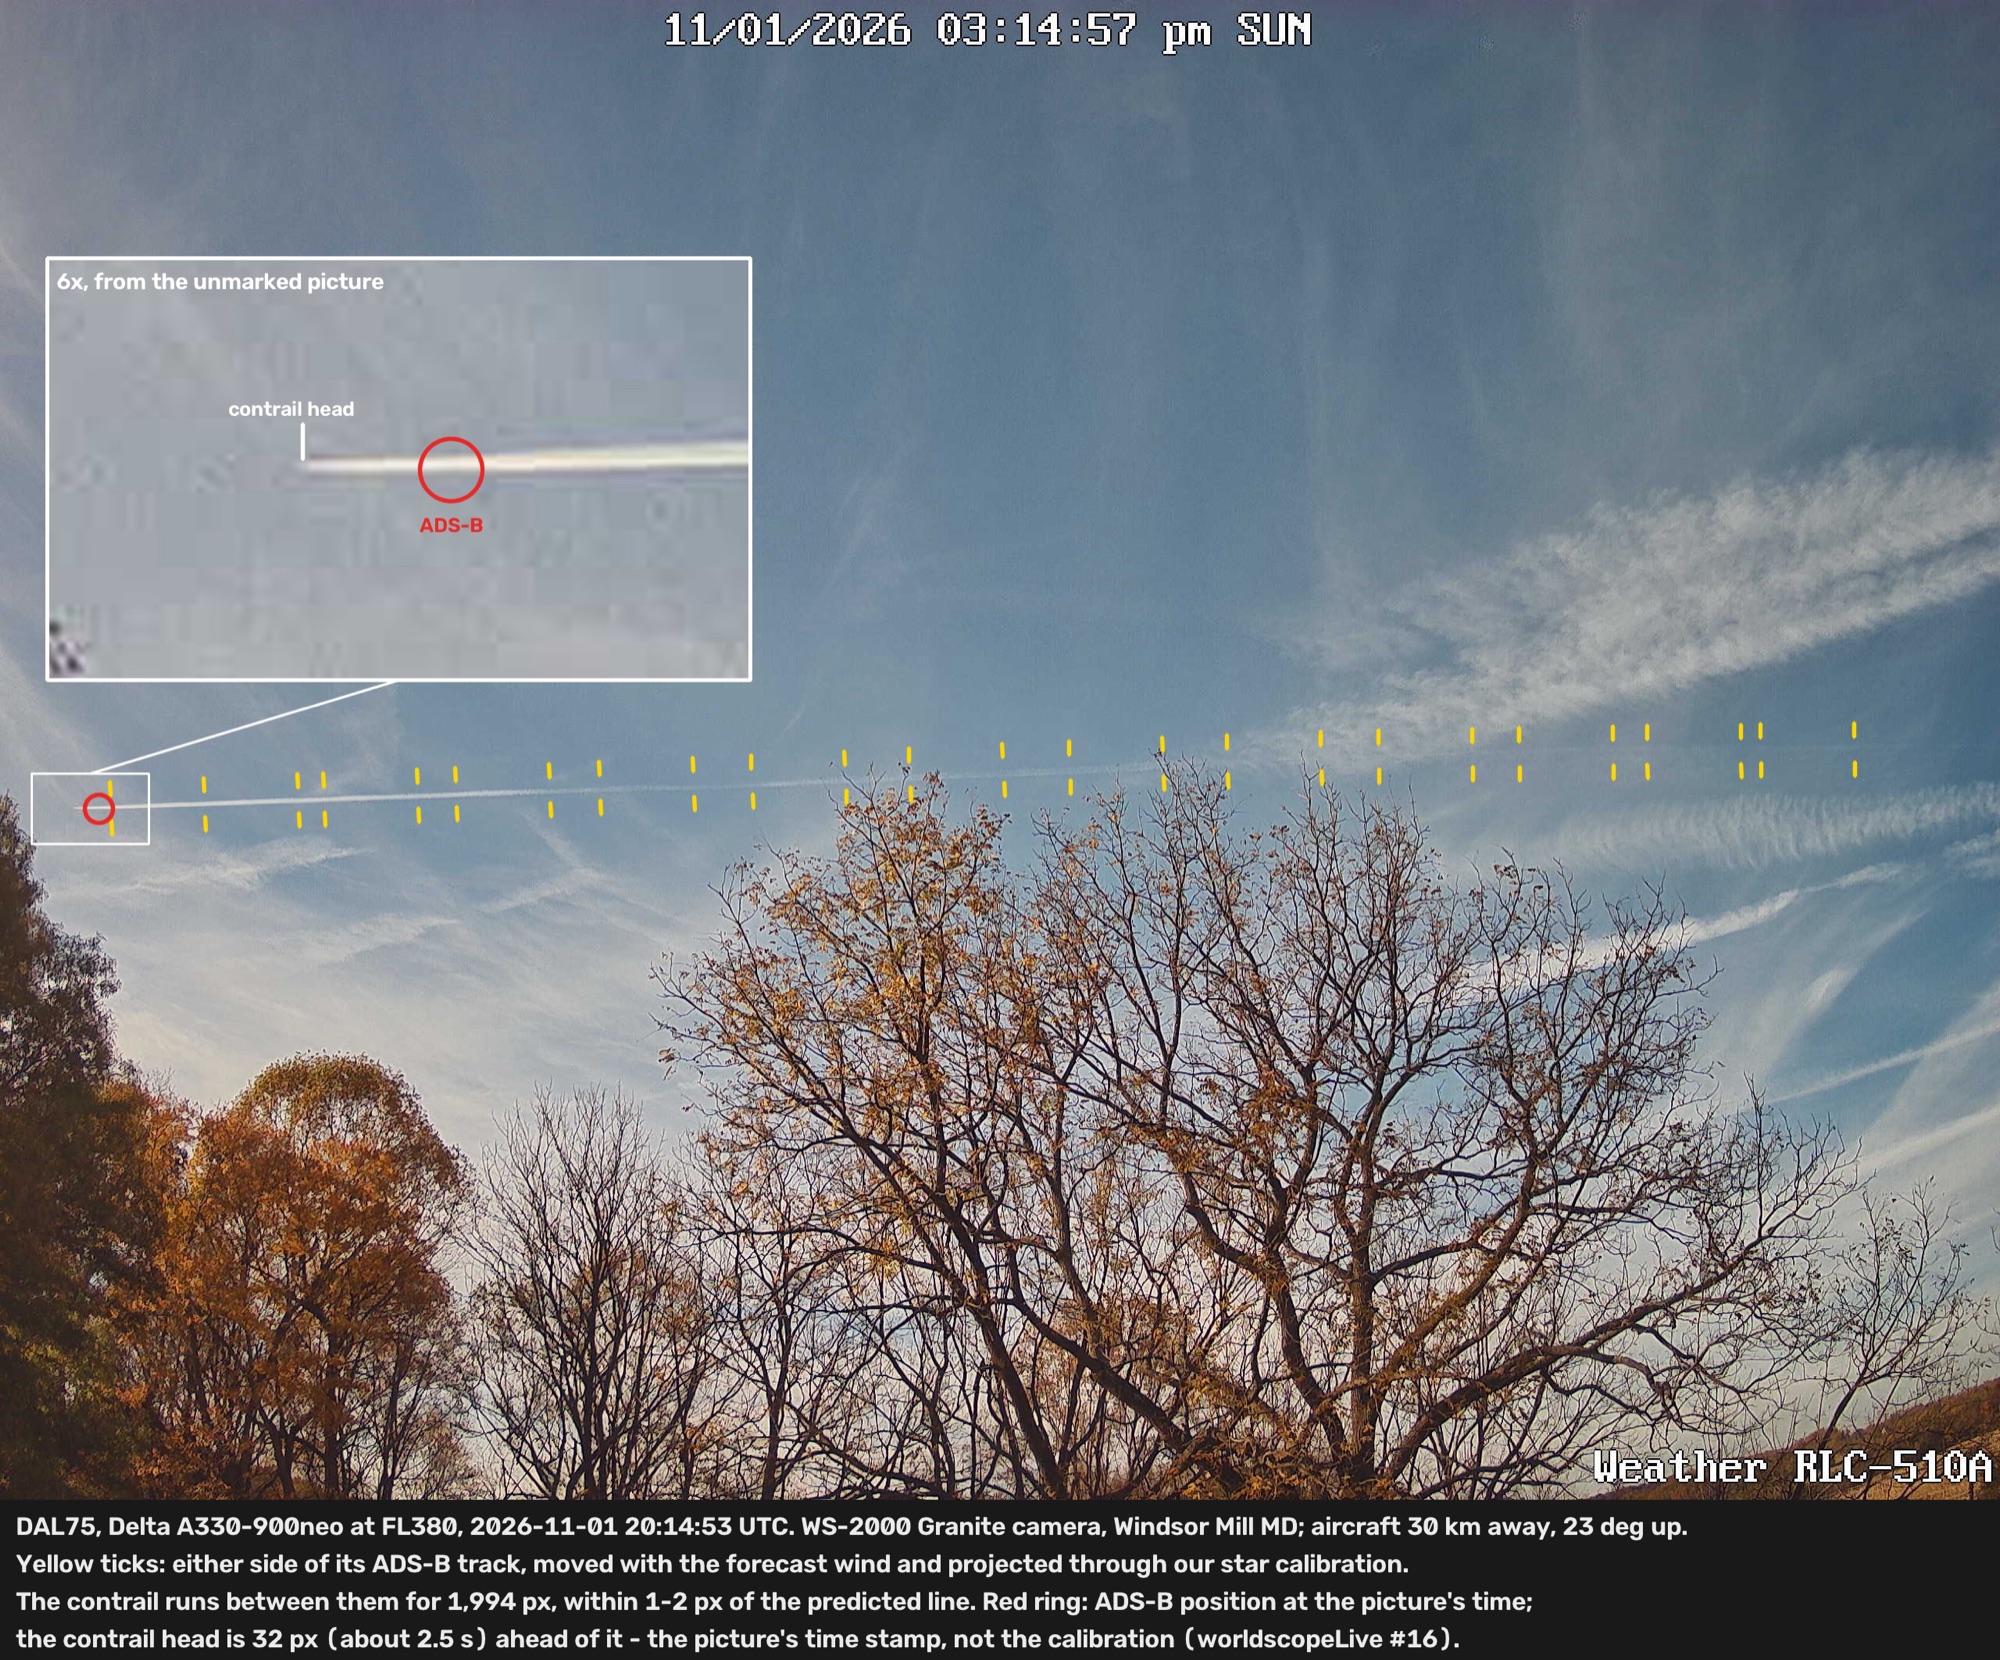 11/01/2026 03:14:57 pm SUN
6x, from the unmarked picture
contrail head
ADS-B
Weather RLC-510A
DAL75, Delta A330-900neo at FL380, 2026-11-01 20:14:53 UTC. WS-2000 Granite camera, Windsor Mill MD; aircraft 30 km away, 23 deg up.
Yellow ticks: either side of its ADS-B track, moved with the forecast wind and projected through our star calibration.
The contrail runs between them for 1,994 px, within 1-2 px of the predicted line. Red ring: ADS-B position at the picture's time;
the contrail head is 32 px (about 2.5 s) ahead of it - the picture's time stamp, not the calibration (worldscopeLive #16).